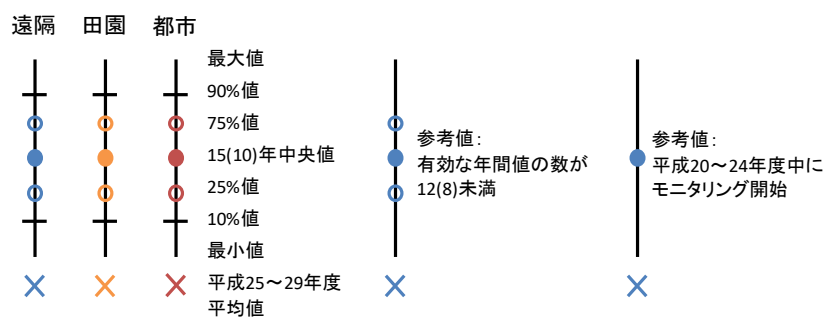 遠隔 田園 都市
最大値
90%値
75%値
15(10)年中央値
25%値
10%値
最小値
平成25～29年度
平均値
参考値：
有効な年間値の数が
12(8)未満
参考値：
平成20～24年度中に
モニタリング開始